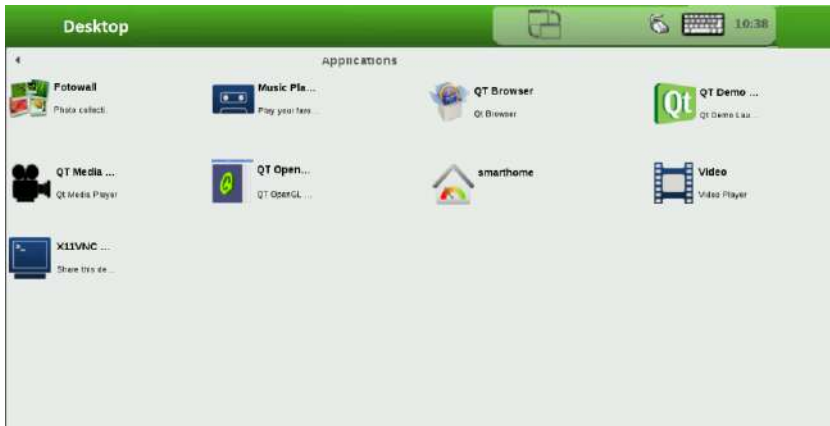 Desktop
10:38
Applications
Fotowall
Photo collecti...
Music Pla...
Play your favo...
QT Browser
Qt Browser
Qt
QT Demo ...
Qt Demo Lau...
QT Media ...
Qt Media Player
QT Open...
QT OpenGL ...
smarthome
Video
Video Player
X11VNC ...
Share this de...